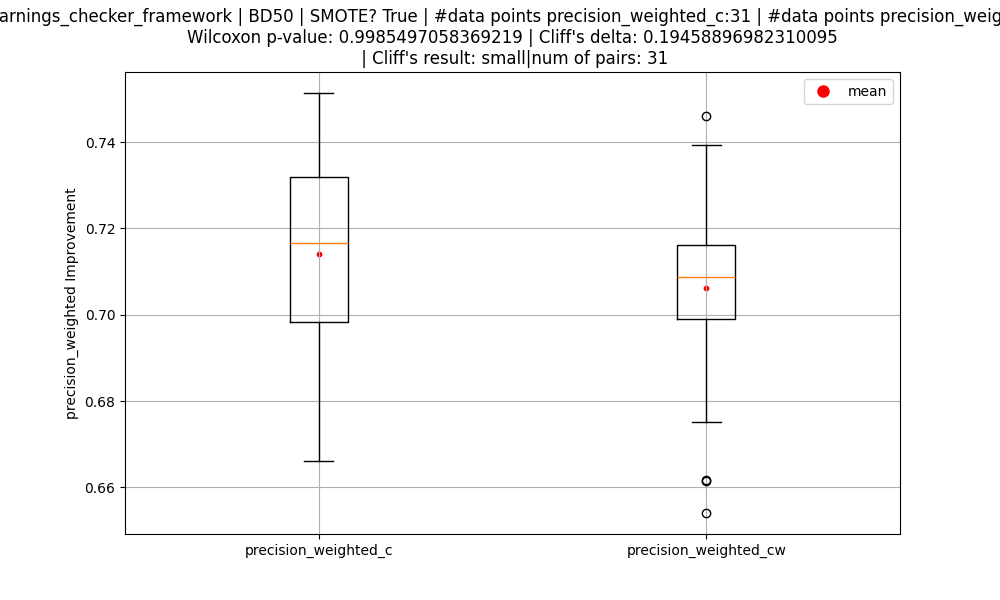 arnings_checker_framework | BD50 | SMOTE? True | #data points precision_weighted_c:31 | #data points precision_weig
Wilcoxon p-value: 0.9985497058369219 | Cliff's delta: 0.19458896982310095
| Cliff's result: small|num of pairs: 31
mean
0.74
0.72
0.70
0.68
0.66
precision_weighted Improvement
precision_weighted_c
precision_weighted_cw